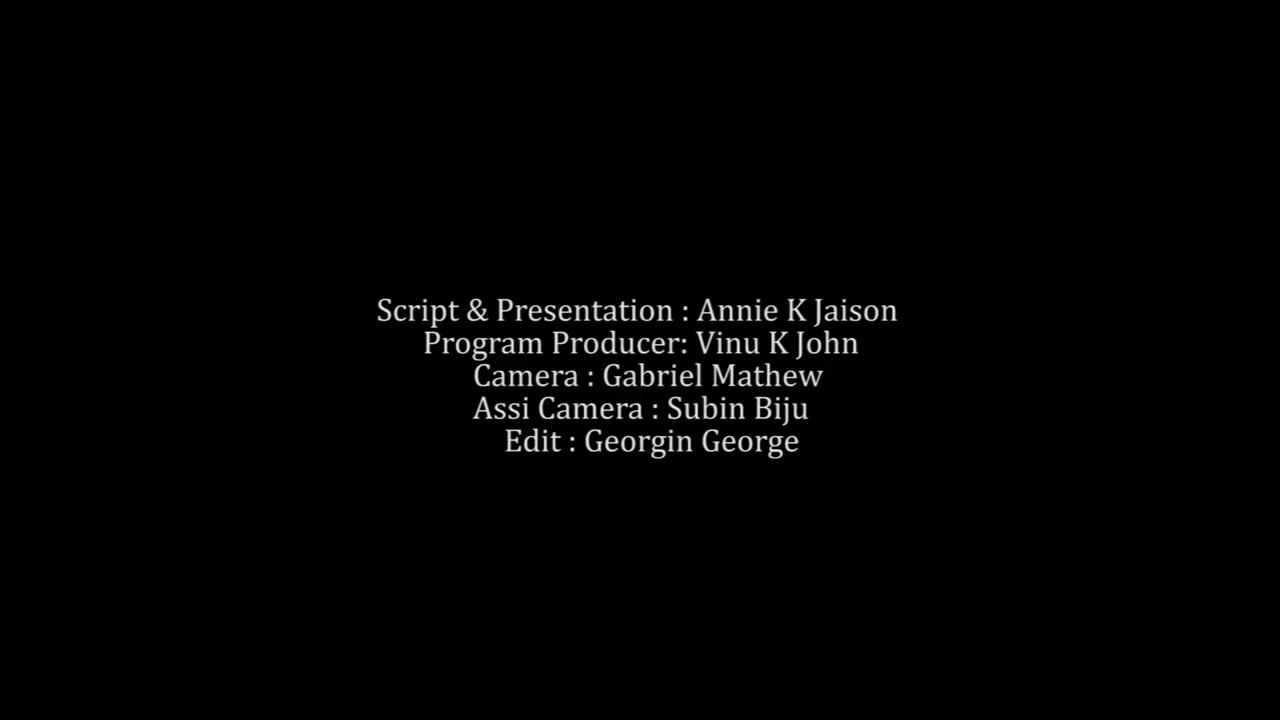 Script & Presentation : Annie K Jaison
Program Producer: Vinu K John
Camera : Gabriel Mathew
Assi Camera : Subin Biju
Edit : Georgin George